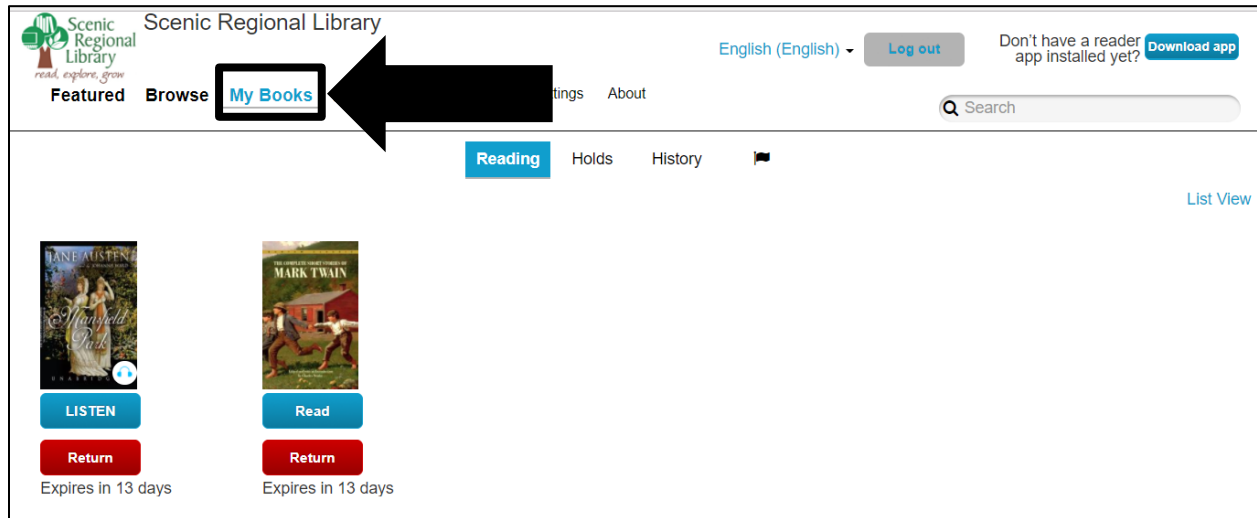 Scenic
Regional
Library
read, explore, grow
Scenic Regional Library
English (English)
Log out
Don't have a reader
app installed yet?
Download app
Featured Browse My Books
tings About
Search
Reading Holds History
List View
JANE AUSTEN
Mansfield
Park
THE COMPLETE SHORT STORIES OF
MARK TWAIN
LISTEN
Read
Return
Return
Expires in 13 days
Expires in 13 days